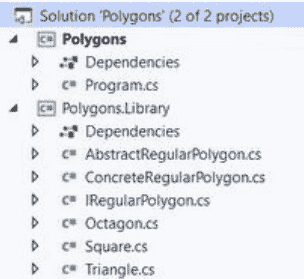 Solution 'Polygons' (2 of 2 projects)
C# Polygons
Dependencies
C# Program.cs
C# Polygons.Library
Dependencies
C# AbstractRegularPolygon.cs
C# ConcreteRegularPolygon.cs
C# IRegularPolygon.cs
C# Octagon.cs
C# Square.cs
C# Triangle.cs